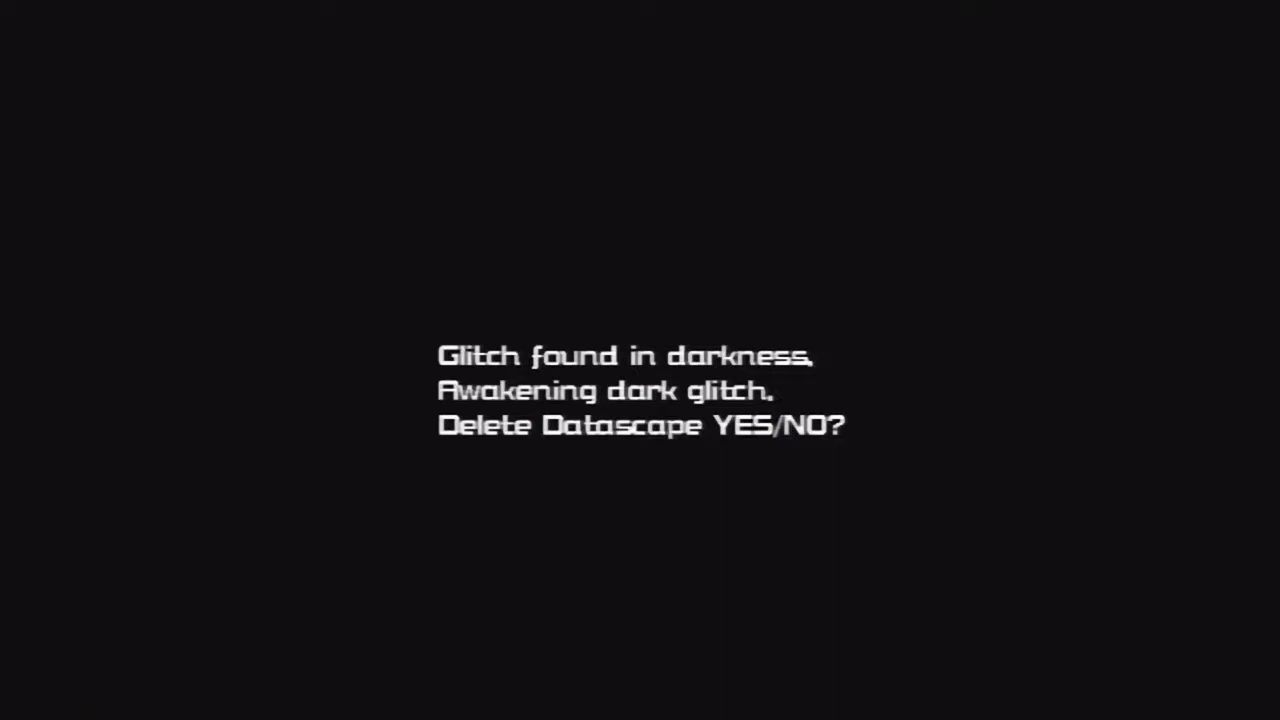 Glitch found in darkness.
Awakening dark glitch.
Delete Datascape YES/NO?